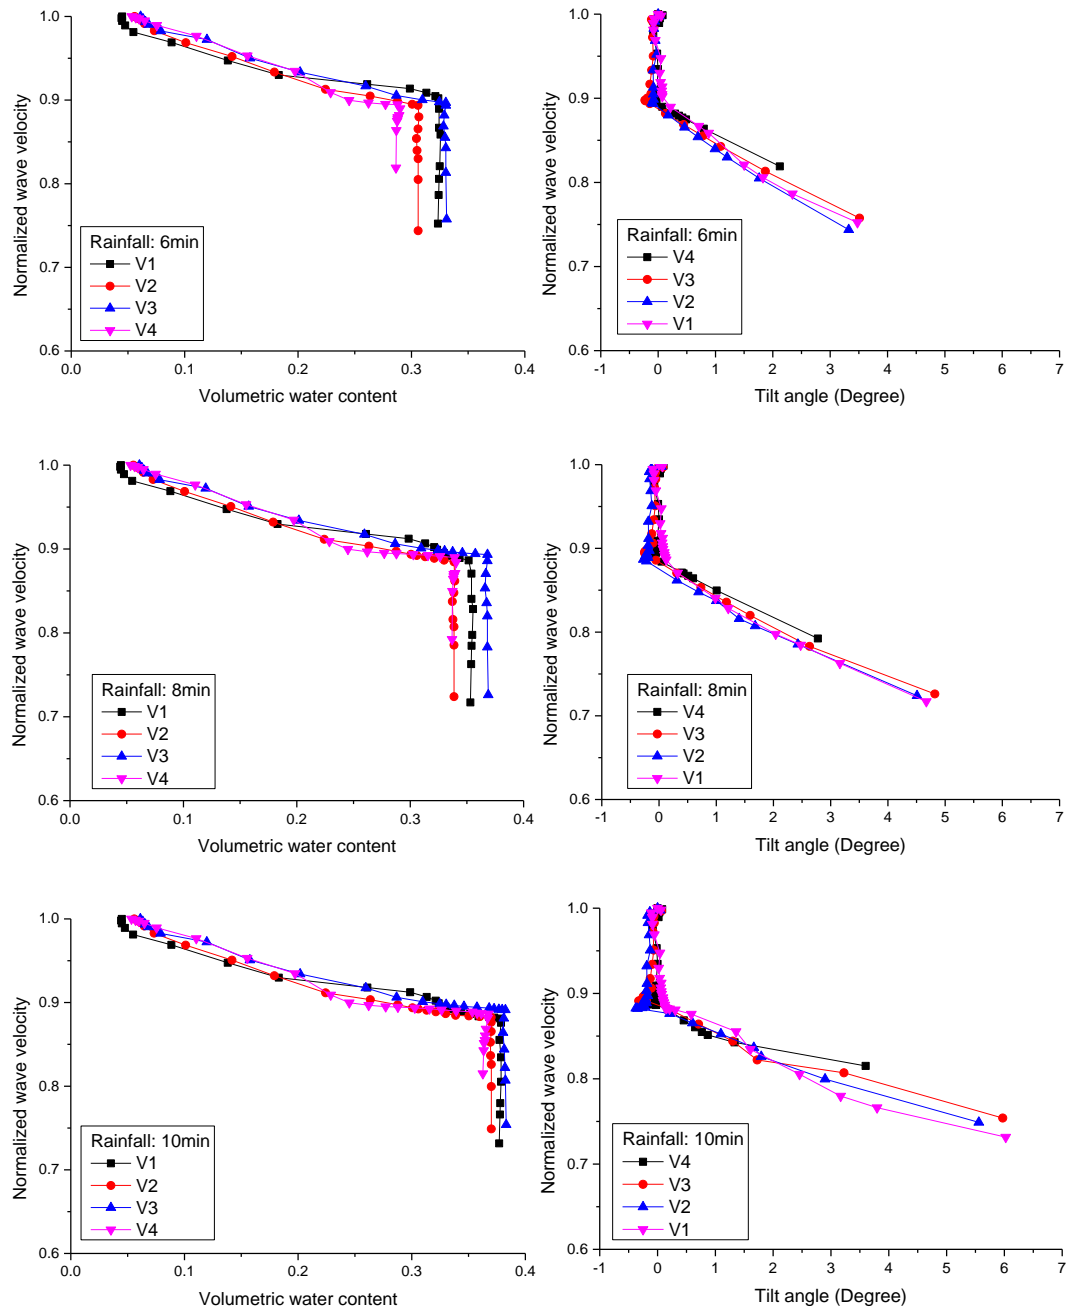 Normalized wave velocity
1.0
0.9
0.8
0.7
0.6
Rainfall: 6min
V1
V2
V3
V4
0.0
0.1
0.2
0.3
0.4
Volumetric water content
Normalized wave velocity
1.0
0.9
0.8
0.7
0.6
Rainfall: 6min
V4
V3
V2
V1
-1
0
1
2
3
4
5
6
7
Tilt angle (Degree)
Normalized wave velocity
1.0
0.9
0.8
0.7
0.6
Rainfall: 8min
V1
V2
V3
V4
0.0
0.1
0.2
0.3
0.4
Volumetric water content
Normalized wave velocity
1.0
0.9
0.8
0.7
0.6
Rainfall: 8min
V4
V3
V2
V1
-1
0
1
2
3
4
5
6
7
Tilt angle (Degree)
Normalized wave velocity
1.0
0.9
0.8
0.7
0.6
Rainfall: 10min
V1
V2
V3
V4
0.0
0.1
0.2
0.3
0.4
Volumetric water content
Normalized wave velocity
1.0
0.9
0.8
0.7
0.6
Rainfall: 10min
V4
V3
V2
V1
-1
0
1
2
3
4
5
6
7
Tilt angle (Degree)